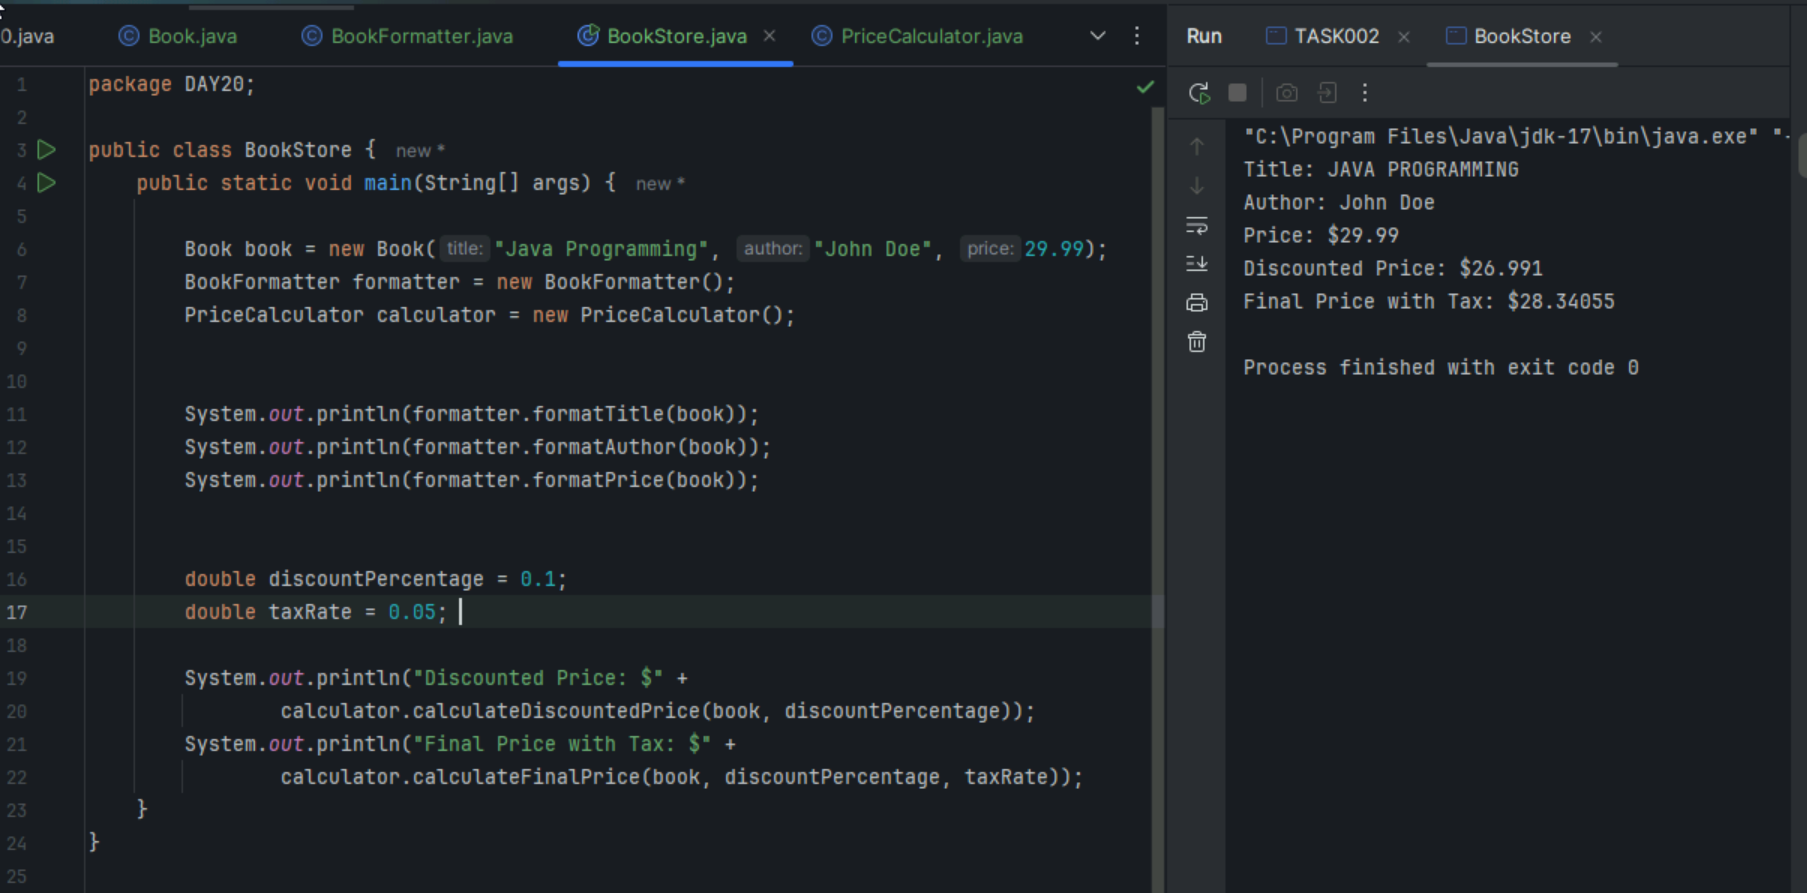 0.java Book.java BookFormatter.java BookStore.java PriceCalculator.java
1 package DAY20;
2
3 public class BookStore { new *
4 public static void main(String[] args) { new *
5
6 Book book = new Book( title: "Java Programming", author: "John Doe", price: 29.99);
7 BookFormatter formatter = new BookFormatter();
8 PriceCalculator calculator = new PriceCalculator();
9
10
11 System.out.println(formatter.formatTitle(book));
12 System.out.println(formatter.formatAuthor(book));
13 System.out.println(formatter.formatPrice(book));
14
15
16 double discountPercentage = 0.1;
17 double taxRate = 0.05;
18
19 System.out.println("Discounted Price: $" +
20 calculator.calculateDiscountedPrice(book, discountPercentage));
21 System.out.println("Final Price with Tax: $" +
22 calculator.calculateFinalPrice(book, discountPercentage, taxRate));
23 }
24 }
25
Run TASK002 BookStore
"C:\Program Files\Java\jdk-17\bin\java.exe" "-
Title: JAVA PROGRAMMING
Author: John Doe
Price: $29.99
Discounted Price: $26.991
Final Price with Tax: $28.34055
Process finished with exit code 0